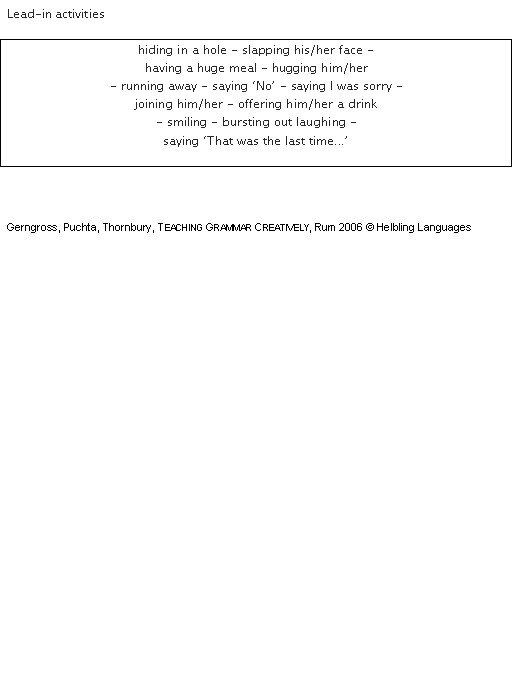 Lead-in activities
hiding in a hole – slapping his/her face –
having a huge meal – hugging him/her
– running away – saying ‘No’ – saying I was sorry –
joining him/her – offering him/her a drink
– smiling – bursting out laughing –
saying ‘That was the last time...’
Gerngross, Puchta, Thornbury, TEACHING GRAMMAR CREATIVELY, Rum 2006 © Helbling Languages